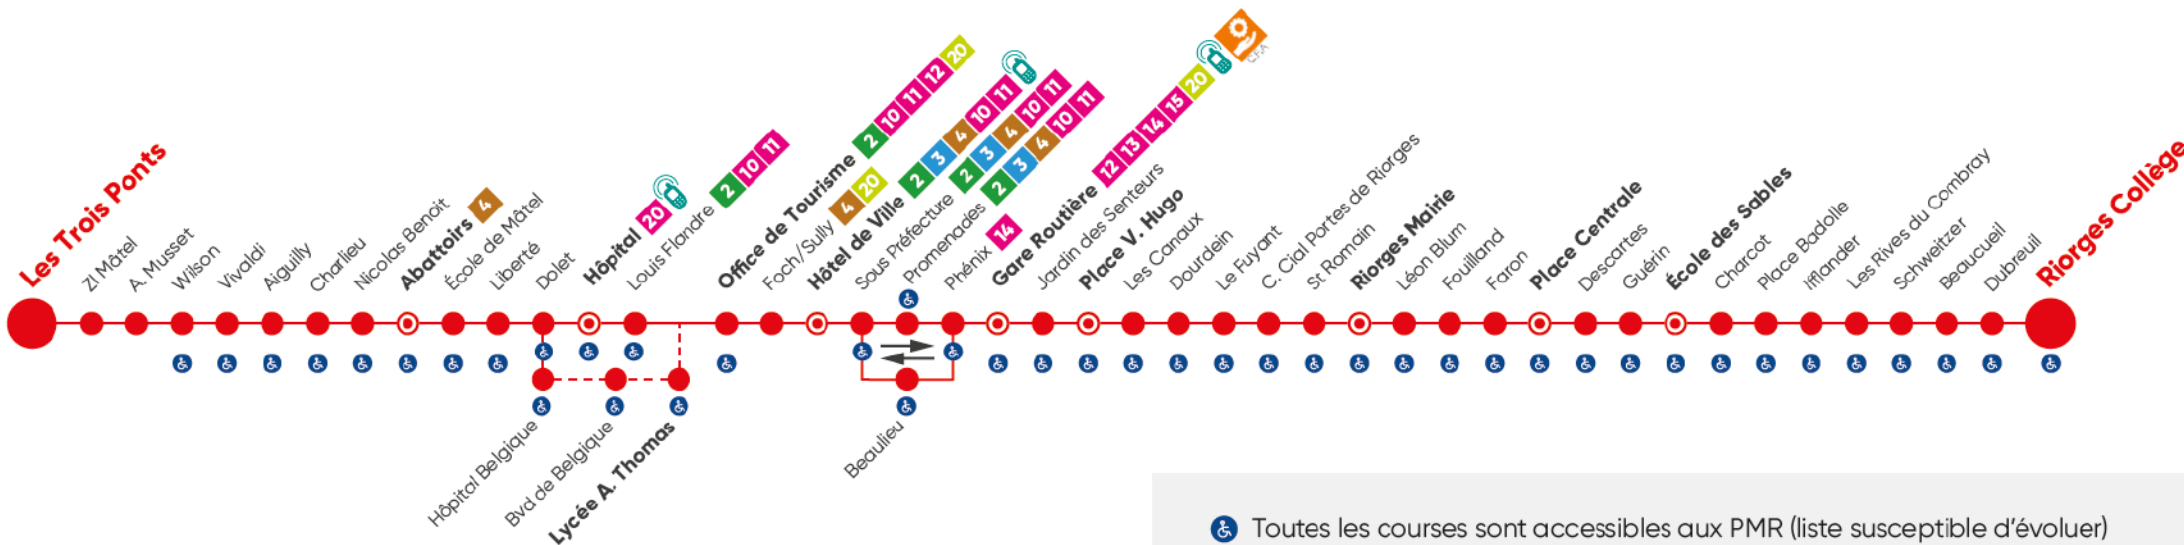 Les Trois Ponts
ZI Mâtel
A. Musset
Wilson
Vivaldi
Aiguilly
Charlieu
Nicolas Benoit
Abattoirs 4
École de Mâtel
Liberté
Dolet
Hôpital 20
Louis Flandre 2 10 11
Office de Tourisme 2 10 11 12 20
Foch/Sully 4 20
Hôtel de Ville 2 3 4 10 11
Sous Préfecture 2 3 4 10 11
Promenades 2 3 4 10 11
Phénix 14
Gare Routière 12 13 14 15 20 CFA
Jardin des Senteurs
Place V. Hugo
Les Canaux
Dourdein
Le Fuyant
C. Cial Portes de Riorges
St Romain
Riorges Mairie
Léon Blum
Fouilland
Faron
Place Centrale
Descartes
Guérin
École des Sables
Charcot
Place Badolle
Ifflander
Les Rives du Combray
Schweitzer
Beaucueil
Dubreuil
Riorges Collège
Hôpital Belgique
Bvd de Belgique
Lycée A. Thomas
Beaulieu
Toutes les courses sont accessibles aux PMR (liste susceptible d'évoluer)